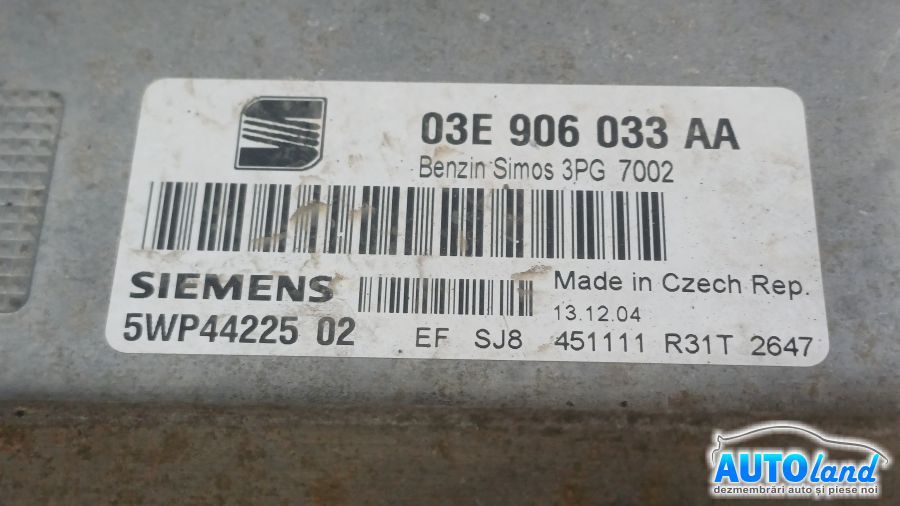 03E 906 033 AA
Benzin Simos 3PG 7002
SIEMENS
Made in Czech Rep.
13.12.04
5WP44225 02
EF SJ8 451111 R31T 2647
AUTOland
dezmembrări auto și piese noi